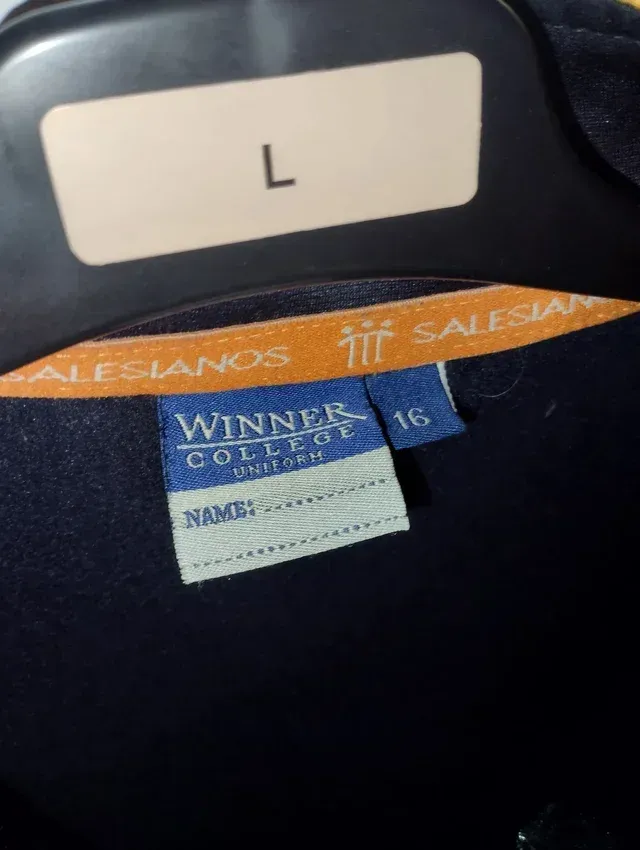 L
SALESIANOS SALESIANOS
WINNER
COLLEGE
UNIFORM
16
NAME: